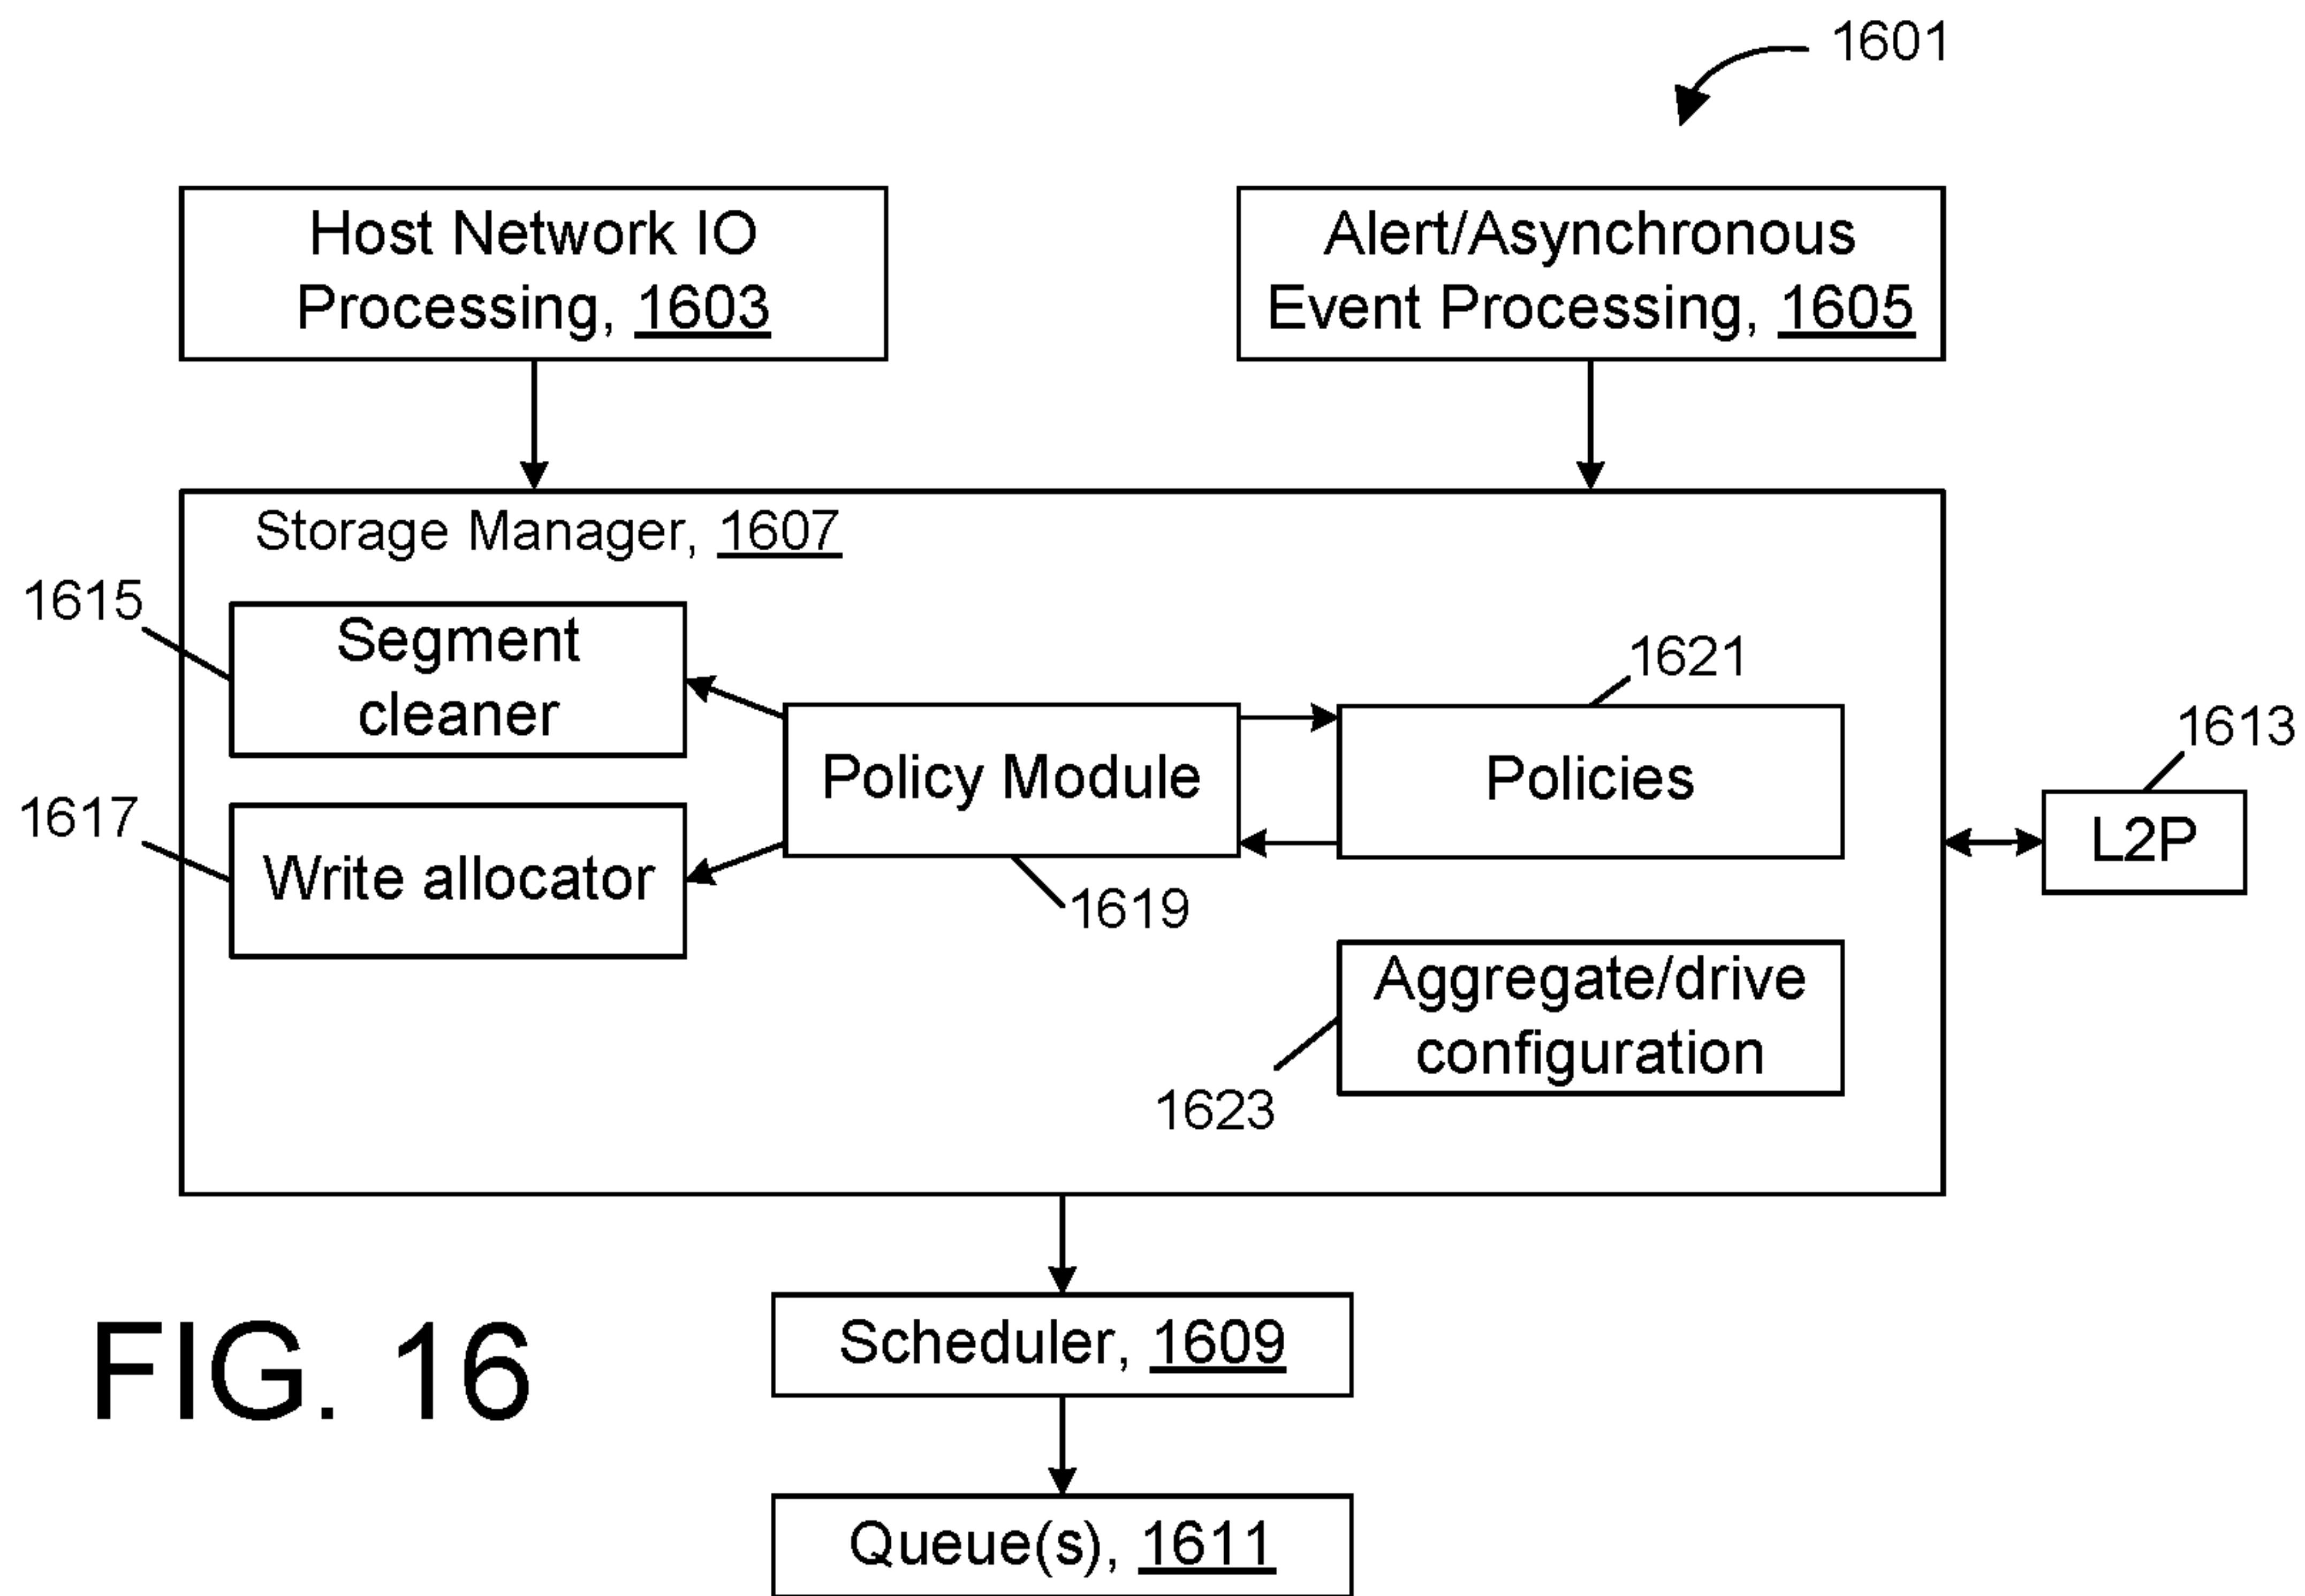 1601
Host Network IO
Processing, 1603
Alert/Asynchronous
Event Processing, 1605
Storage Manager, 1607
1615
Segment
cleaner
1621
1613
Policy Module
Policies
L2P
1617
Write allocator
1619
Aggregate/drive
configuration
1623
Scheduler, 1609
FIG. 16
Queue(s), 1611